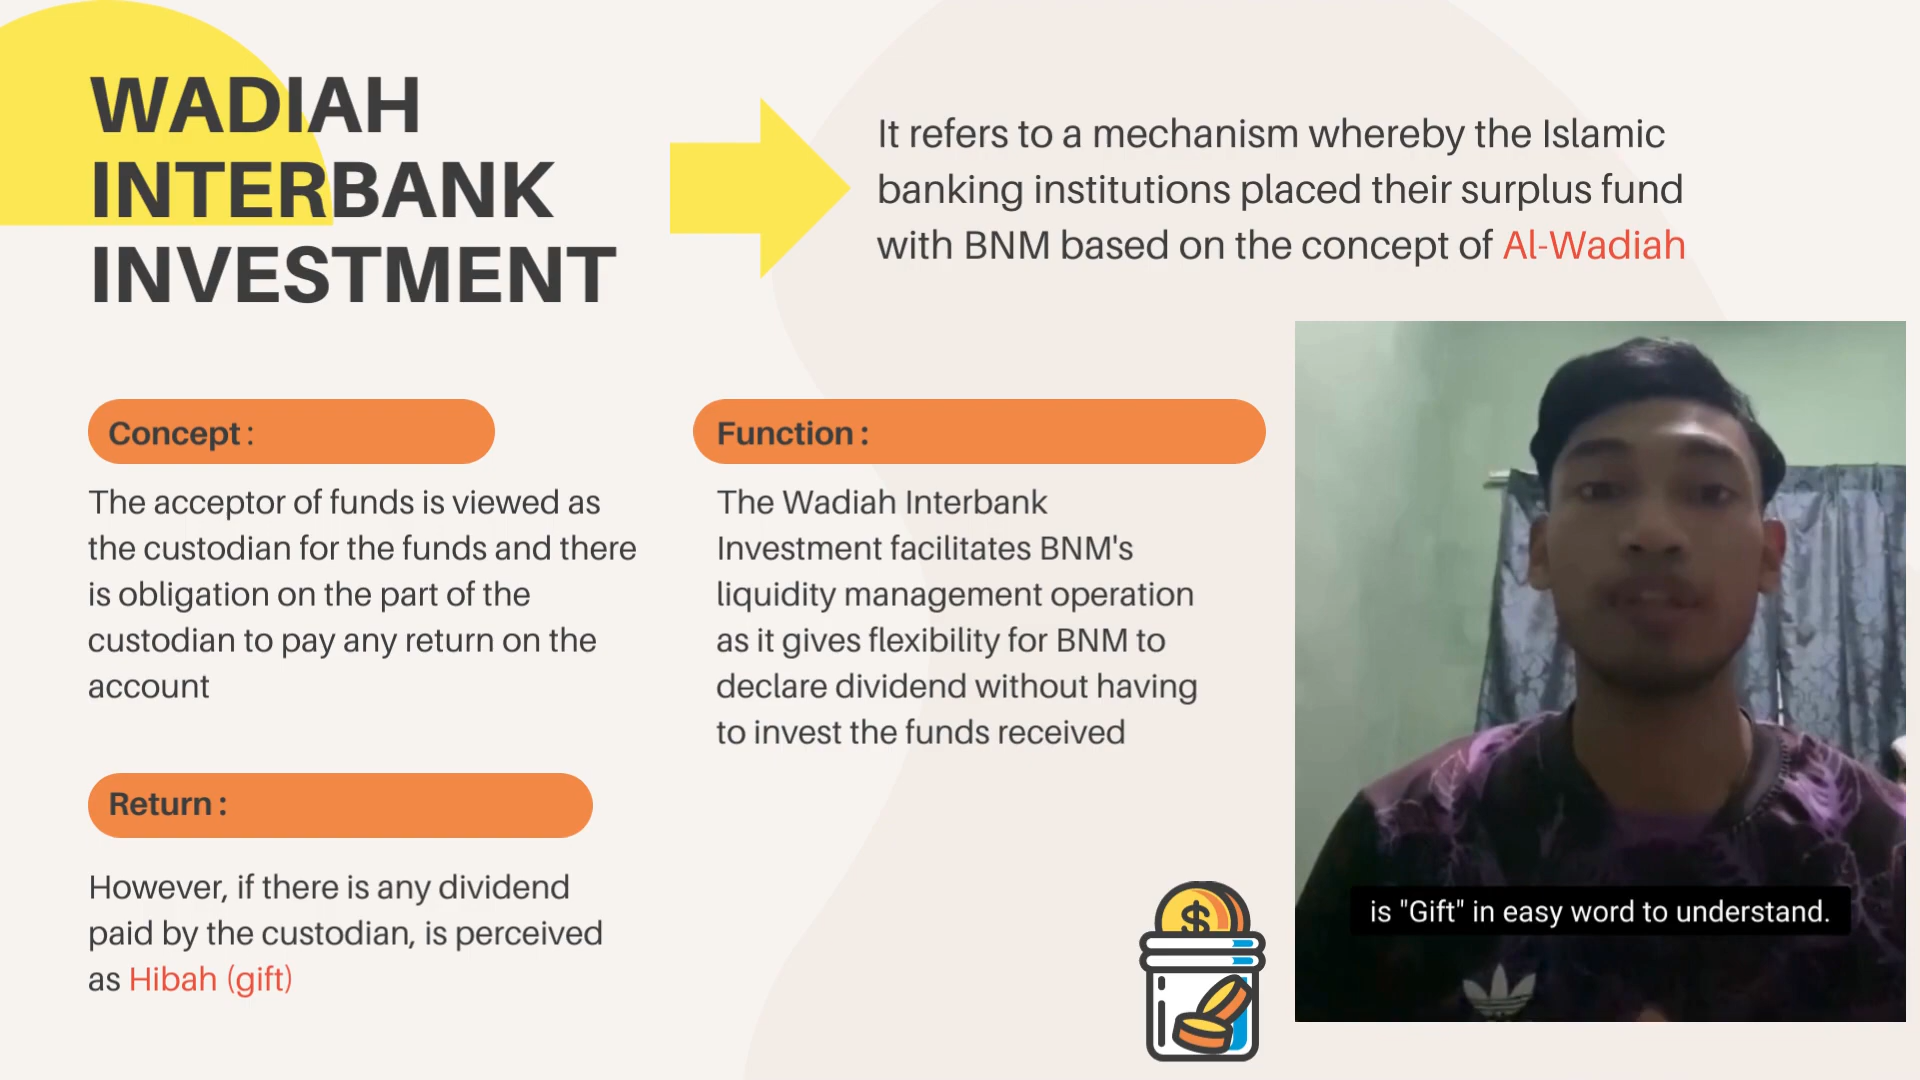 WADIAH
INTERBANK
INVESTMENT
It refers to a mechanism whereby the Islamic
banking institutions placed their surplus fund
with BNM based on the concept of Al-Wadiah
Concept :
The acceptor of funds is viewed as
the custodian for the funds and there
is obligation on the part of the
custodian to pay any return on the
account
Function :
The Wadiah Interbank
Investment facilitates BNM's
liquidity management operation
as it gives flexibility for BNM to
declare dividend without having
to invest the funds received
Return :
However, if there is any dividend
paid by the custodian, is perceived
as Hibah (gift)
$
is "Gift" in easy word to understand.